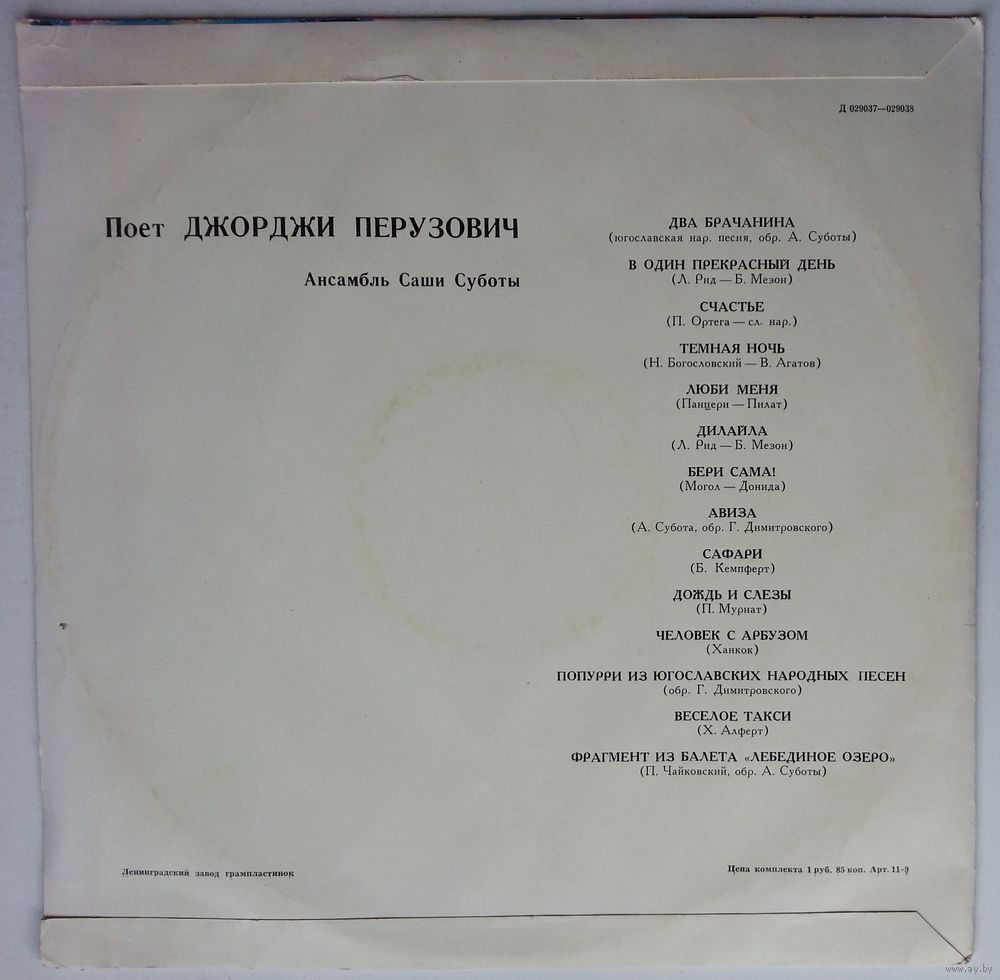 Д 029037—029038
Поет ДЖОРДЖИ ПЕРУЗОВИЧ
Ансамбль Саши Суботы
ДВА БРАЧАНИНА
(югославская нар. песня, обр. А. Суботы)
В ОДИН ПРЕКРАСНЫЙ ДЕНЬ
(Л. Рид — Б. Мезон)
СЧАСТЬЕ
(П. Ортега — сл. нар.)
ТЕМНАЯ НОЧЬ
(Н. Богословский — В. Агатов)
ЛЮБИ МЕНЯ
(Панцери — Пилат)
ДИЛАЙЛА
(Л. Рид — Б. Мезон)
БЕРИ САМА!
(Могол — Донида)
АВИЗА
(А. Субота, обр. Г. Димитровского)
САФАРИ
(Б. Кемпферт)
ДОЖДЬ И СЛЕЗЫ
(П. Муриат)
ЧЕЛОВЕК С АРБУЗОМ
(Ханкок)
ПОПУРРИ ИЗ ЮГОСЛАВСКИХ НАРОДНЫХ ПЕСЕН
(обр. Г. Димитровского)
ВЕСЕЛОЕ ТАКСИ
(Х. Алферт)
ФРАГМЕНТ ИЗ БАЛЕТА «ЛЕБЕДИНОЕ ОЗЕРО»
(П. Чайковский, обр. А. Суботы)
Ленинградский завод грампластинок
Цена комплекта 1 руб. 85 коп. Арт. 11-9
www.ay.by